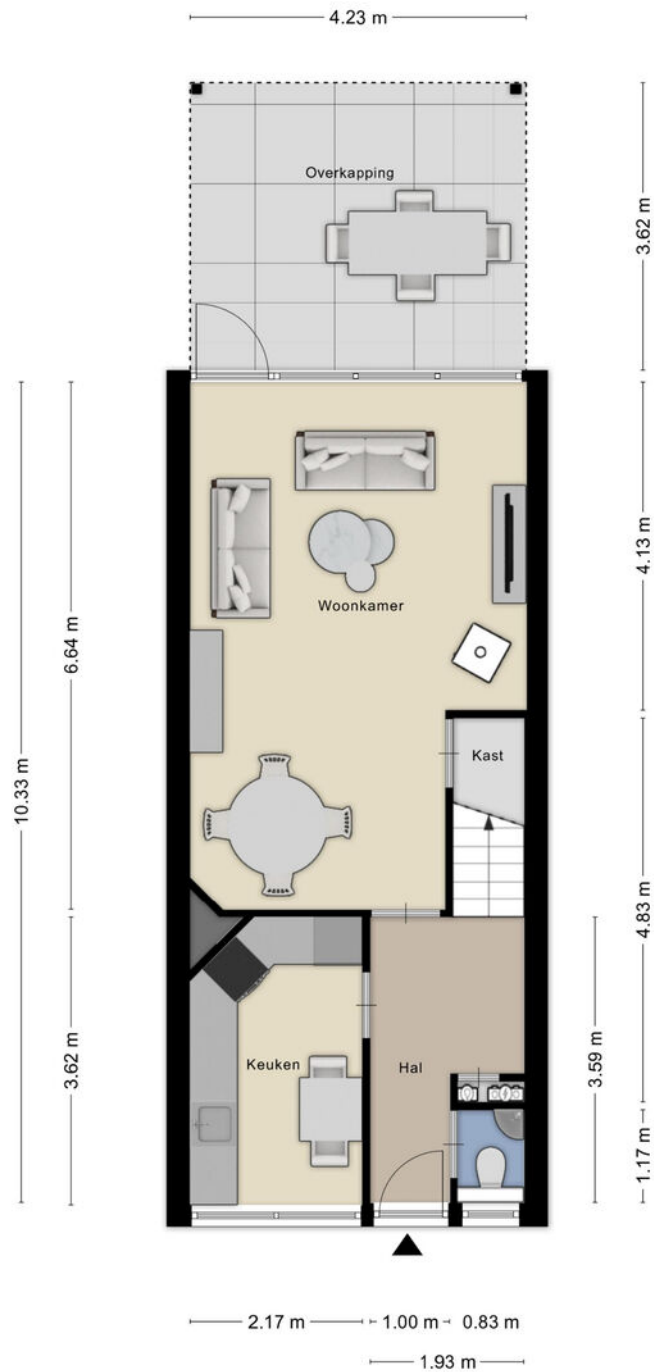 4.23 m
Overkapping
3.62 m
Woonkamer
4.13 m
6.64 m
10.33 m
Kast
4.83 m
Keuken
Hal
3.62 m
3.59 m
1.17 m
2.17 m
1.00 m
0.83 m
1.93 m